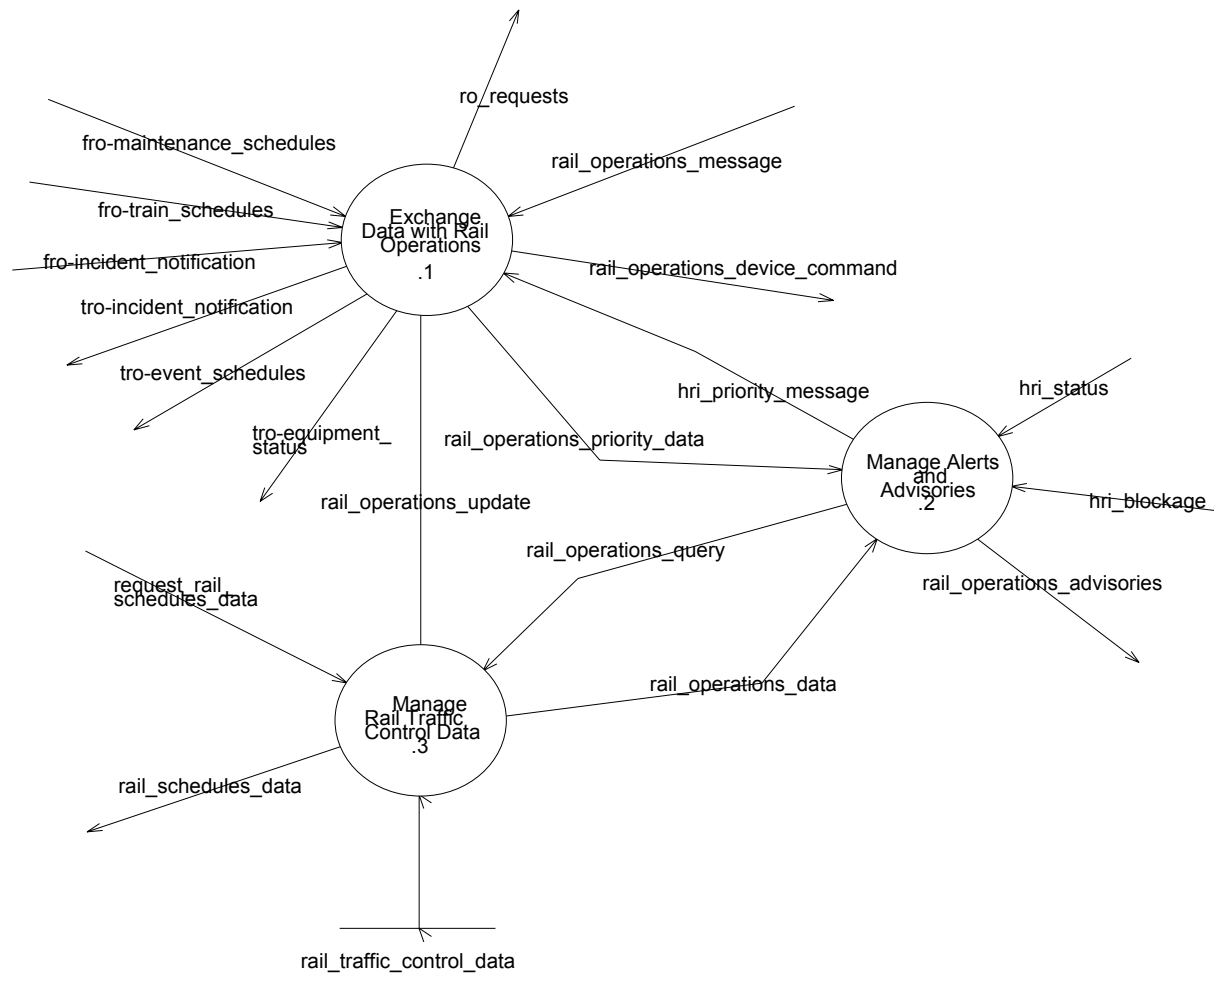 ro_requests
fro-maintenance_schedules
rail_operations_message
fro-train_schedules
Exchange
Data with Rail
Operations
.1
fro-incident_notification
rail_operations_device_command
tro-incident_notification
tro-event_schedules
hri_priority_message
hri_status
tro-equipment_
status
rail_operations_priority_data
Manage Alerts
and
Advisories
.2
rail_operations_update
hri_blockage
rail_operations_query
request_rail_
schedules_data
rail_operations_advisories
rail_operations_data
Manage
Rail Traffic
Control Data
.3
rail_schedules_data
rail_traffic_control_data